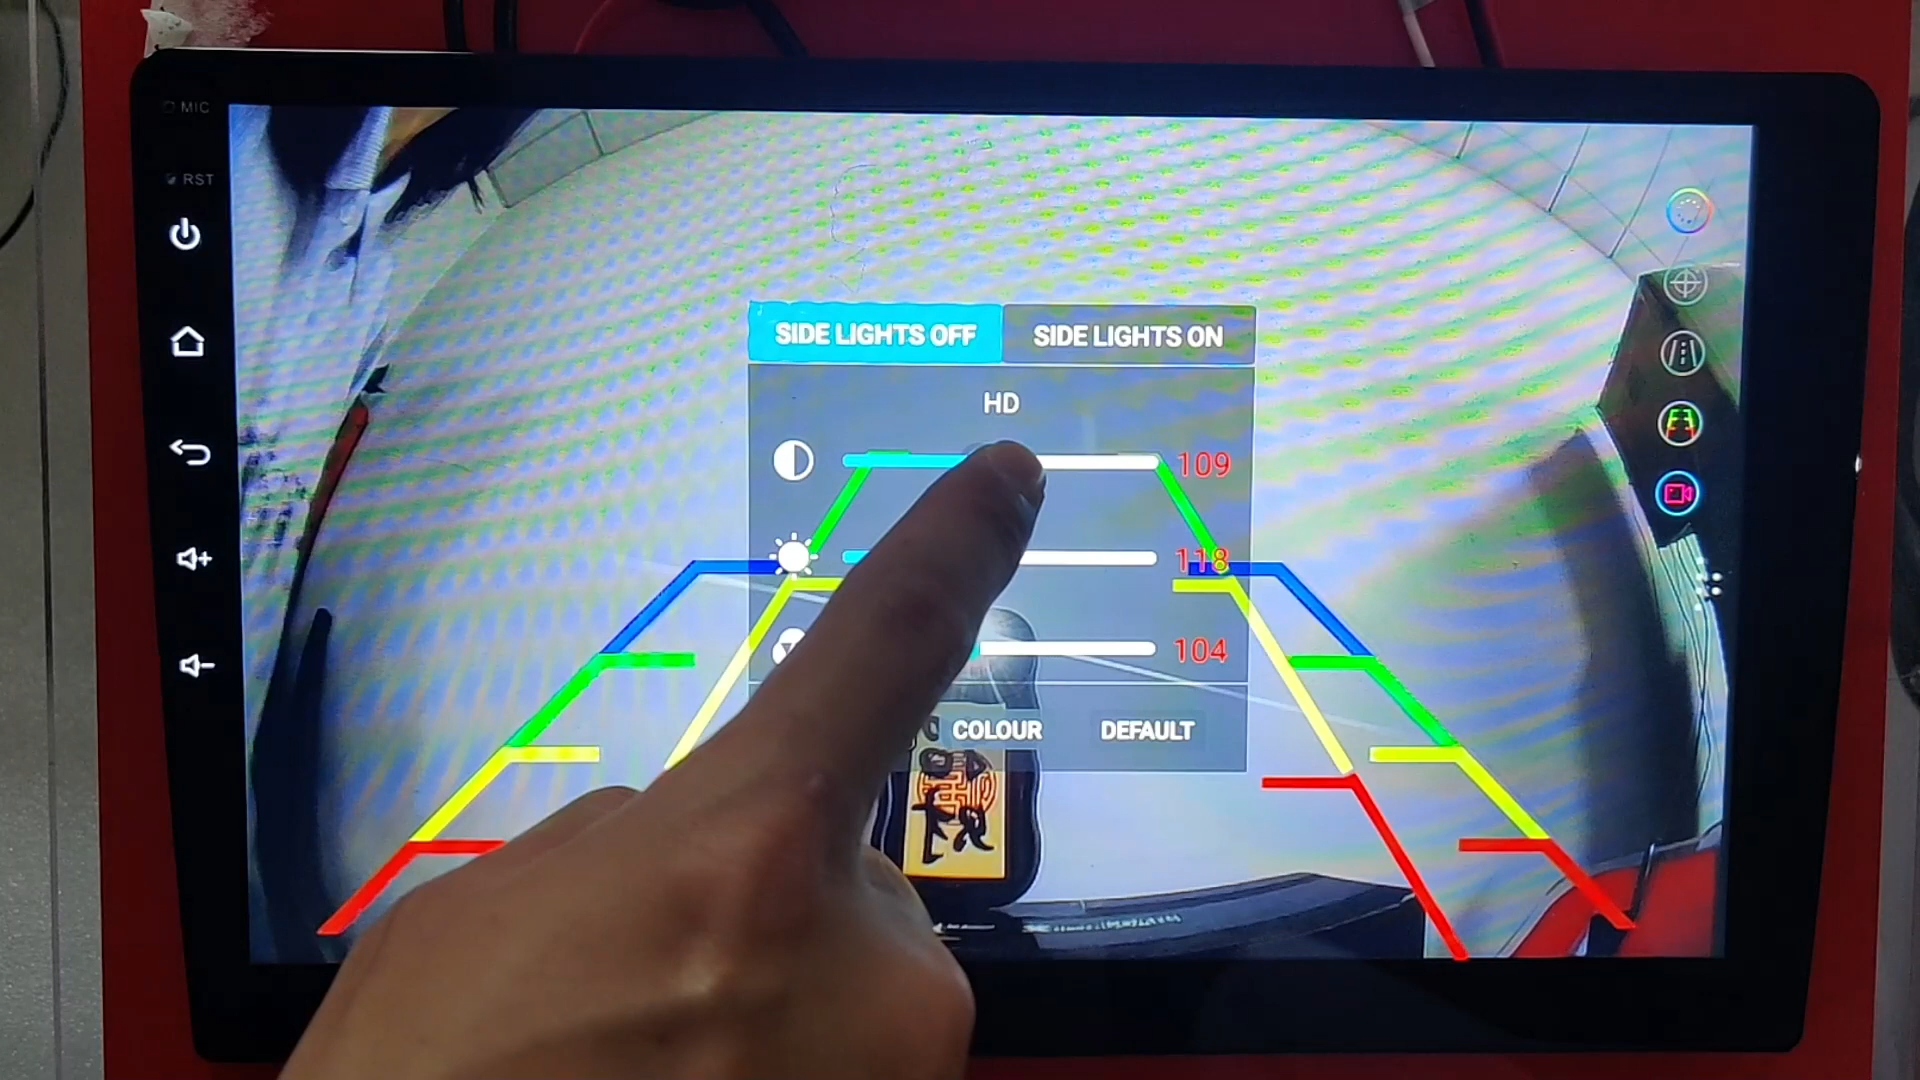 MIC
RST
SIDE LIGHTS OFF
SIDE LIGHTS ON
HD
109
118
104
COLOUR
DEFAULT